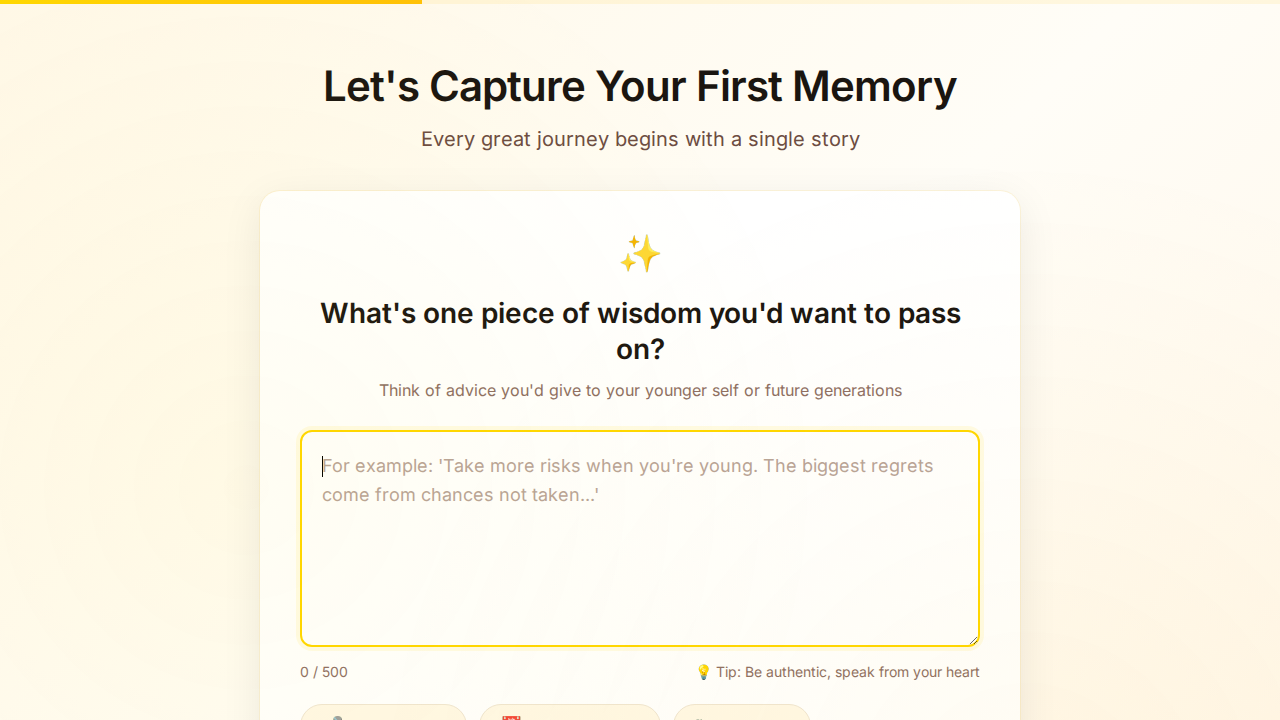 Let's Capture Your First Memory
Every great journey begins with a single story
What's one piece of wisdom you'd want to pass
on?
Think of advice you'd give to your younger self or future generations
For example: 'Take more risks when you're young. The biggest regrets
come from chances not taken...'
0 / 500
💡 Tip: Be authentic, speak from your heart